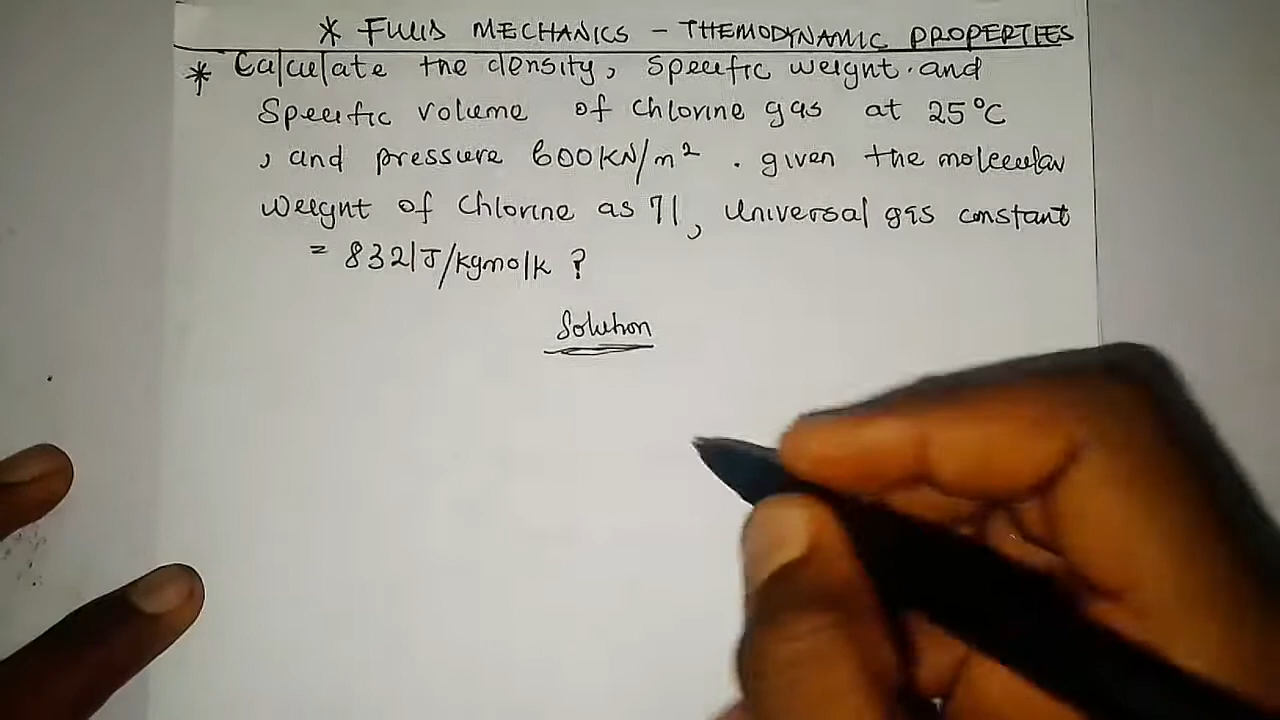 * FLUID MECHANICS - THEMODYNAMIC PROPERTIES
* Calculate the density, specific weight. and
specific volume of chlorine gas at 25°C
, and pressure 600KN/m². given the molecular
weight of chlorine as 71, universal gas constant
= 8321J/kgmolk ?
Solution